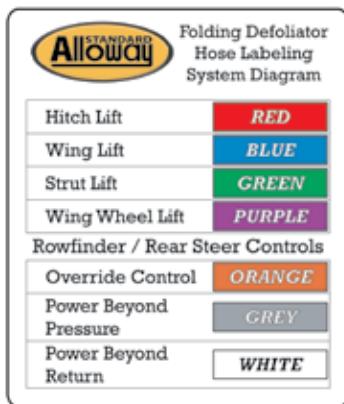 STANDARD
Alloway
Folding Defoliator
Hose Labeling
System Diagram
Hitch Lift RED
Wing Lift BLUE
Strut Lift GREEN
Wing Wheel Lift PURPLE
Rowfinder / Rear Steer Controls
Override Control ORANGE
Power Beyond
Pressure GREY
Power Beyond
Return WHITE